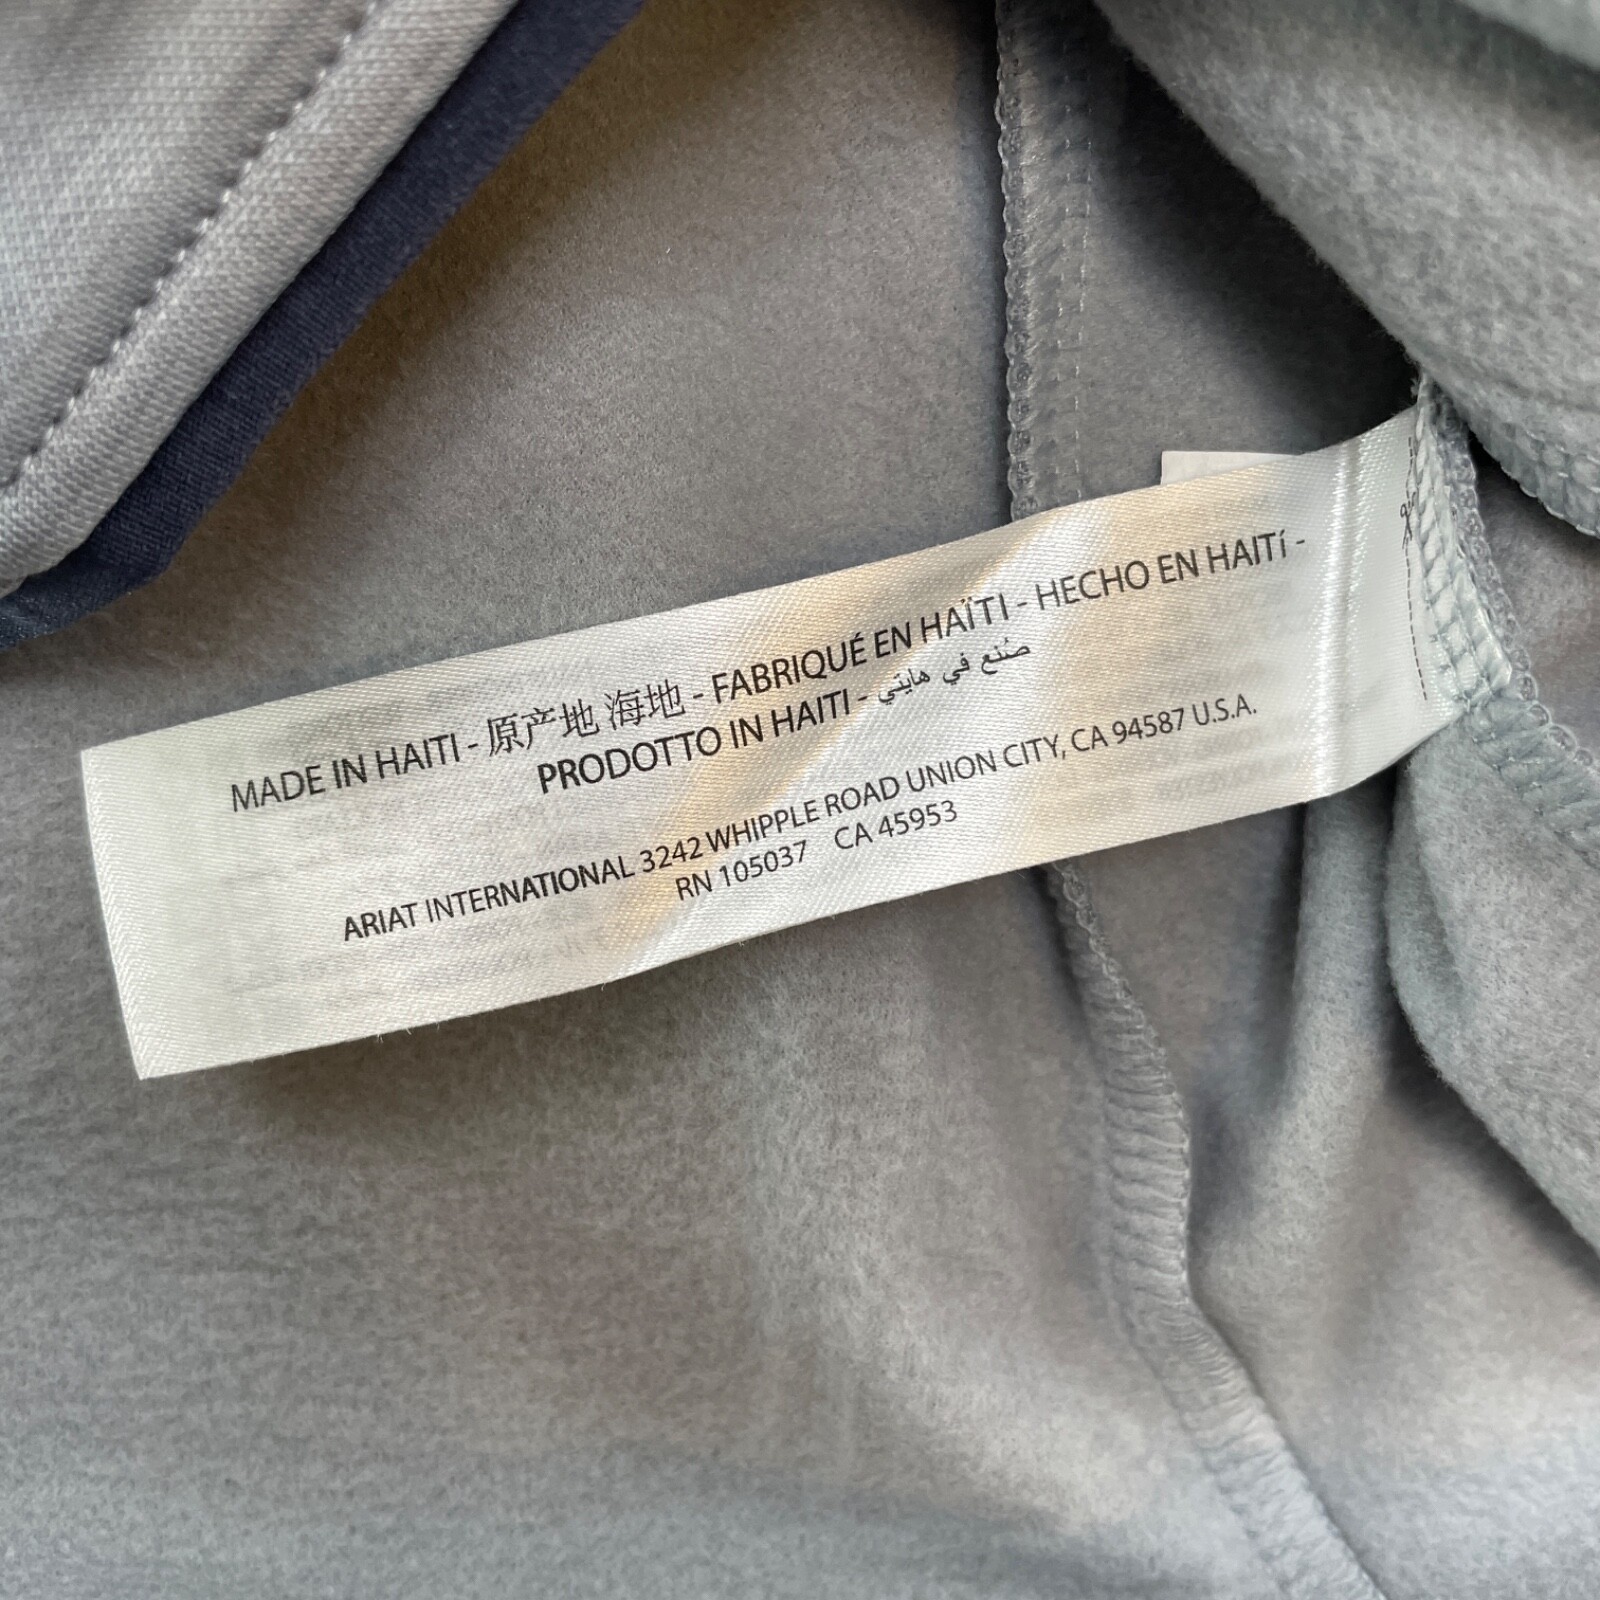 MADE IN HAITI - 原产地 海地 - FABRIQUÉ EN HAÏTI - HECHO EN HAITí -
PRODOTTO IN HAITI - صُنع في هايتي
ARIAT INTERNATIONAL 3242 WHIPPLE ROAD UNION CITY, CA 94587 U.S.A.
RN 105037 CA 45953